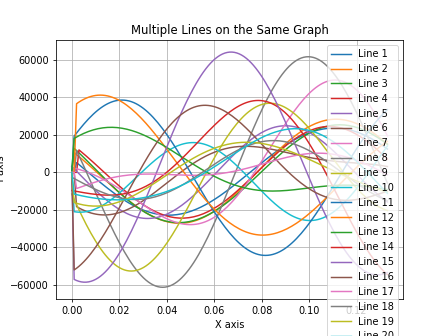 Multiple Lines on the Same Graph
60000
40000
20000
0
−20000
−40000
−60000
0.00
0.02
0.04
0.06
0.08
0.10
X axis
Line 1
Line 2
Line 3
Line 4
Line 5
Line 6
Line 7
Line 8
Line 9
Line 10
Line 11
Line 12
Line 13
Line 14
Line 15
Line 16
Line 17
Line 18
Line 19
Line 20